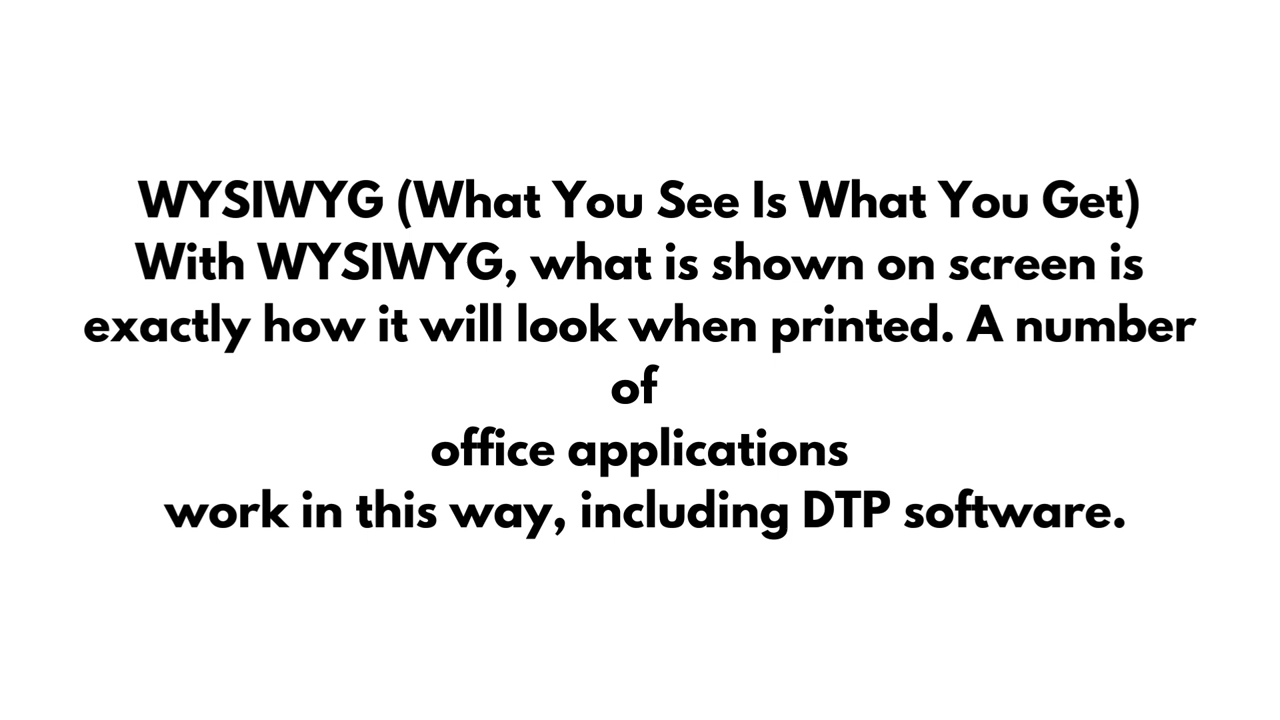 WYSIWYG (What You See Is What You Get)
With WYSIWYG, what is shown on screen is
exactly how it will look when printed. A number
of
office applications
work in this way, including DTP software.